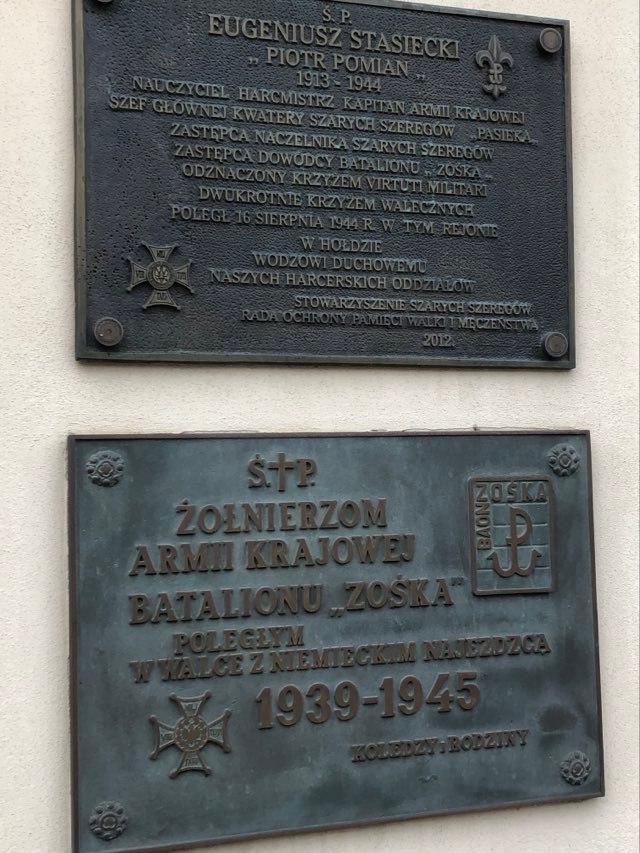 Ś. P.
EUGENIUSZ STASIECKI
„PIOTR POMIAN„
1913 - 1944
NAUCZYCIEL HARCMISTRZ KAPITAN ARMII KRAJOWEJ
SZEF GŁÓWNEJ KWATERY SZARYCH SZEREGÓW „PASIEKA„
ZASTĘPCA NACZELNIKA SZARYCH SZEREGÓW
ZASTĘPCA DOWÓDCY BATALIONU „ZOŚKA„
ODZNACZONY KRZYŻEM VIRTUTI MILITARI
DWUKROTNIE KRZYŻEM WALECZNYCH
POLEGŁ 16 SIERPNIA 1944 R. W TYM REJONIE
W HOŁDZIE
WODZOWI DUCHOWEMU
NASZYCH HARCERSKICH ODDZIAŁÓW
STOWARZYSZENIE SZARYCH SZEREGÓW
RADA OCHRONY PAMIĘCI WALKI I MĘCZEŃSTWA
2012.
Ś.†P.
ŻOŁNIERZOM
ARMII KRAJOWEJ
BATALIONU „ZOŚKA”
BAON ZOŚKA
POLEGŁYM
W WALCE Z NIEMIECKIM NAJEŹDZCĄ
1939-1945
KOLEDZY i RODZINY